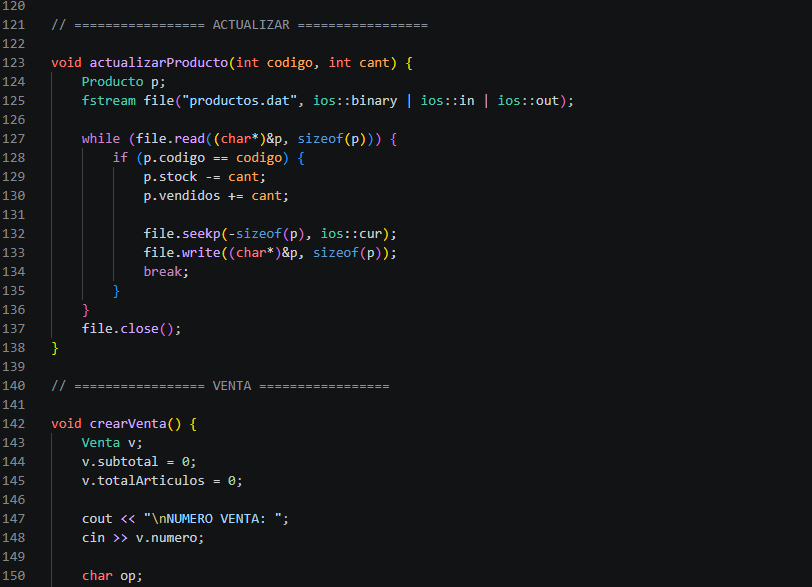 120
121 // ================= ACTUALIZAR =================
122
123 void actualizarProducto(int codigo, int cant) {
124     Producto p;
125     fstream file("productos.dat", ios::binary | ios::in | ios::out);
126
127     while (file.read((char*)&p, sizeof(p))) {
128         if (p.codigo == codigo) {
129             p.stock -= cant;
130             p.vendidos += cant;
131
132             file.seekp(-sizeof(p), ios::cur);
133             file.write((char*)&p, sizeof(p));
134             break;
135         }
136     }
137     file.close();
138 }
139
140 // ================= VENTA =================
141
142 void crearVenta() {
143     Venta v;
144     v.subtotal = 0;
145     v.totalArticulos = 0;
146
147     cout << "\nNUMERO VENTA: ";
148     cin >> v.numero;
149
150     char op;